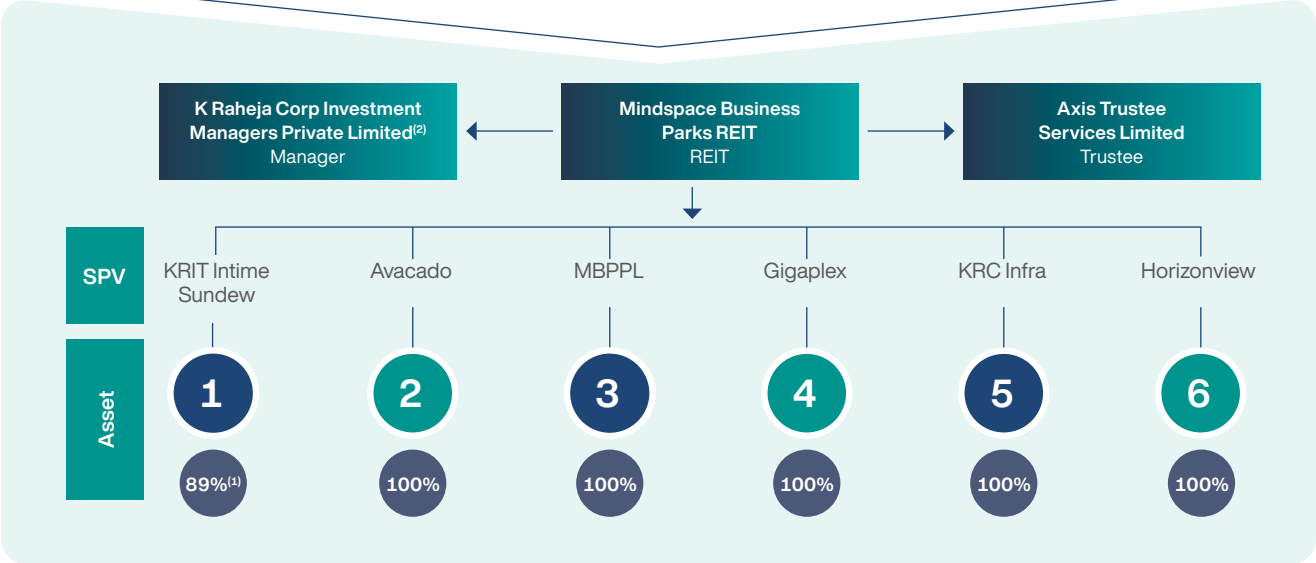 K Raheja Corp Investment
Managers Private Limited(2)
Manager
Mindspace Business
Parks REIT
REIT
Axis Trustee
Services Limited
Trustee
SPV
KRIT Intime
Sundew
Avacado
MBPPL
Gigaplex
KRC Infra
Horizonview
Asset
1
2
3
4
5
6
89%(1)
100%
100%
100%
100%
100%